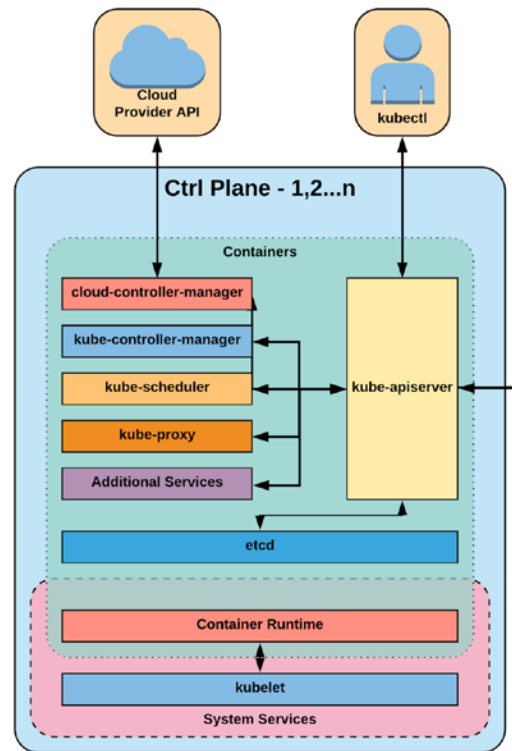 Cloud
Provider API
kubectl
Ctrl Plane - 1,2...n
Containers
cloud-controller-manager
kube-controller-manager
kube-scheduler
kube-apiserver
kube-proxy
Additional Services
etcd
Container Runtime
kubelet
System Services